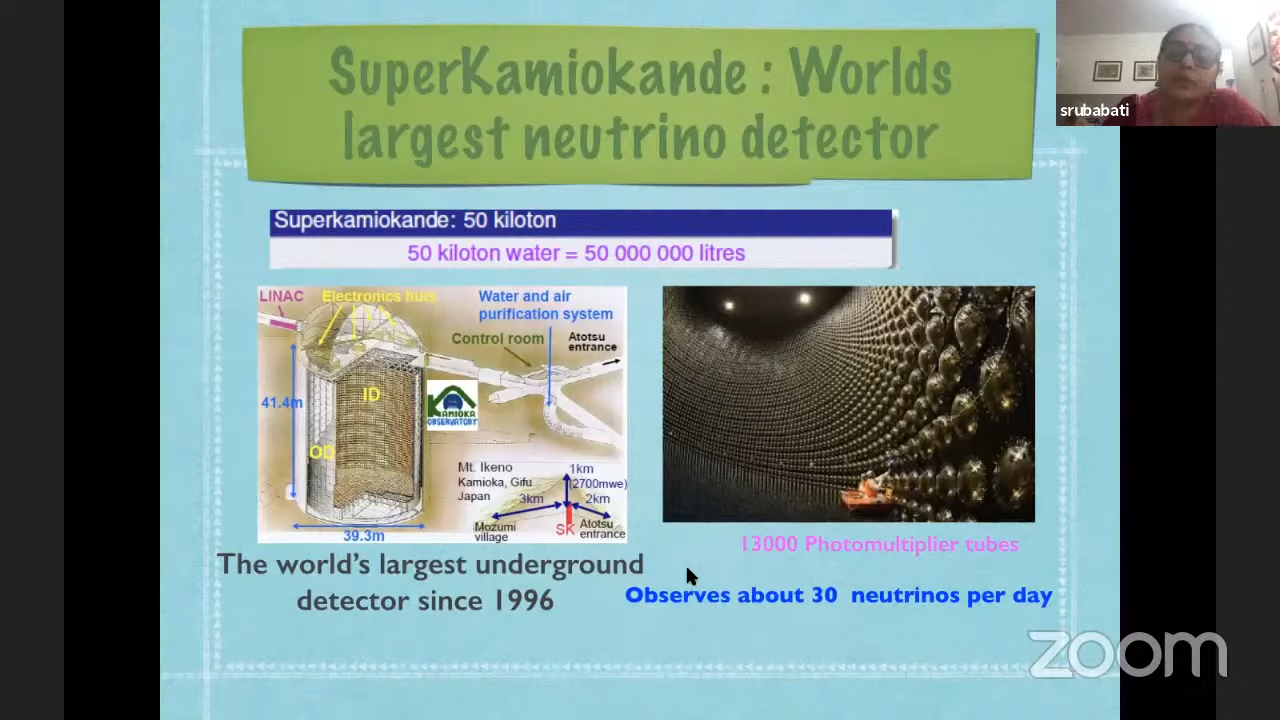 SuperKamiokande : Worlds
largest neutrino detector
srubabati
Superkamiokande: 50 kiloton
50 kiloton water = 50 000 000 litres
LINAC
Electronics huts
Water and air
purification system
Control room
Atotsu
entrance
41.4m
ID
KAMIOKA
OBSERVATORY
OD
Mt. Ikeno
Kamioka, Gifu
Japan
1km
(2700mwe)
3km
2km
Mozumi
village
SK
Atotsu
entrance
39.3m
13000 Photomultiplier tubes
The world's largest underground
detector since 1996
Observes about 30 neutrinos per day
zoom